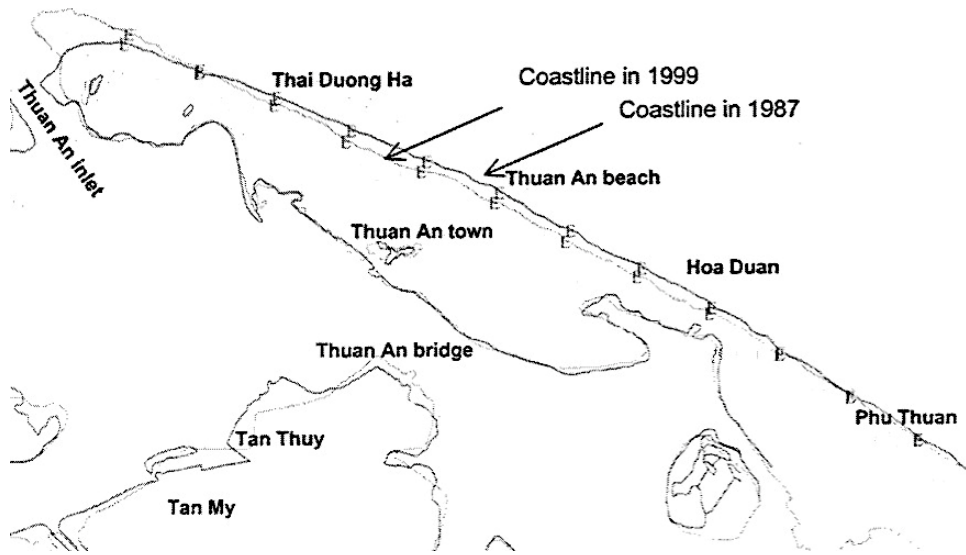 E
E
E
Thai Duong Ha
Coastline in 1999
Coastline in 1987
Thuan An inlet
E
E
E
E
E
E
Thuan An beach
E
E
Thuan An town
E
E
Hoa Duan
E
E
E
E
Thuan An bridge
E
E
Phu Thuan
E
Tan Thuy
Tan My